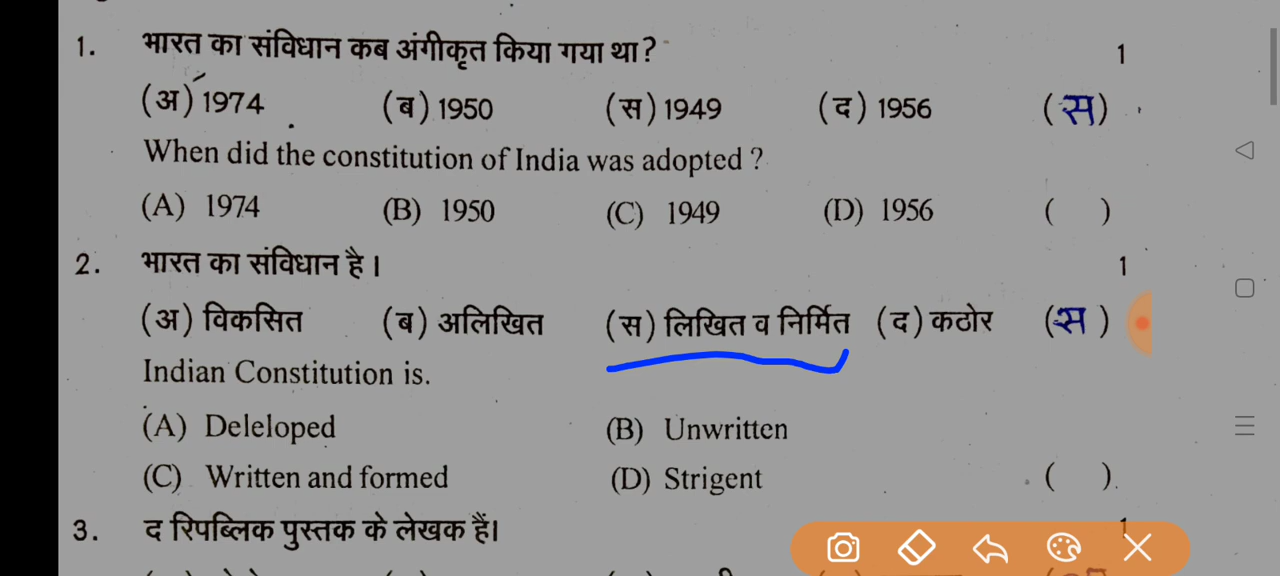 1. भारत का संविधान कब अंगीकृत किया गया था? 1
(अ) 1974 (ब) 1950 (स) 1949 (द) 1956 (स)
When did the constitution of India was adopted ?
(A) 1974 (B) 1950 (C) 1949 (D) 1956 ( )
2. भारत का संविधान है। 1
(अ) विकसित (ब) अलिखित (स) लिखित व निर्मित (द) कठोर (स)
Indian Constitution is.
(A) Deleloped (B) Unwritten
(C) Written and formed (D) Strigent ( ).
3. द रिपब्लिक पुस्तक के लेखक हैं। 1